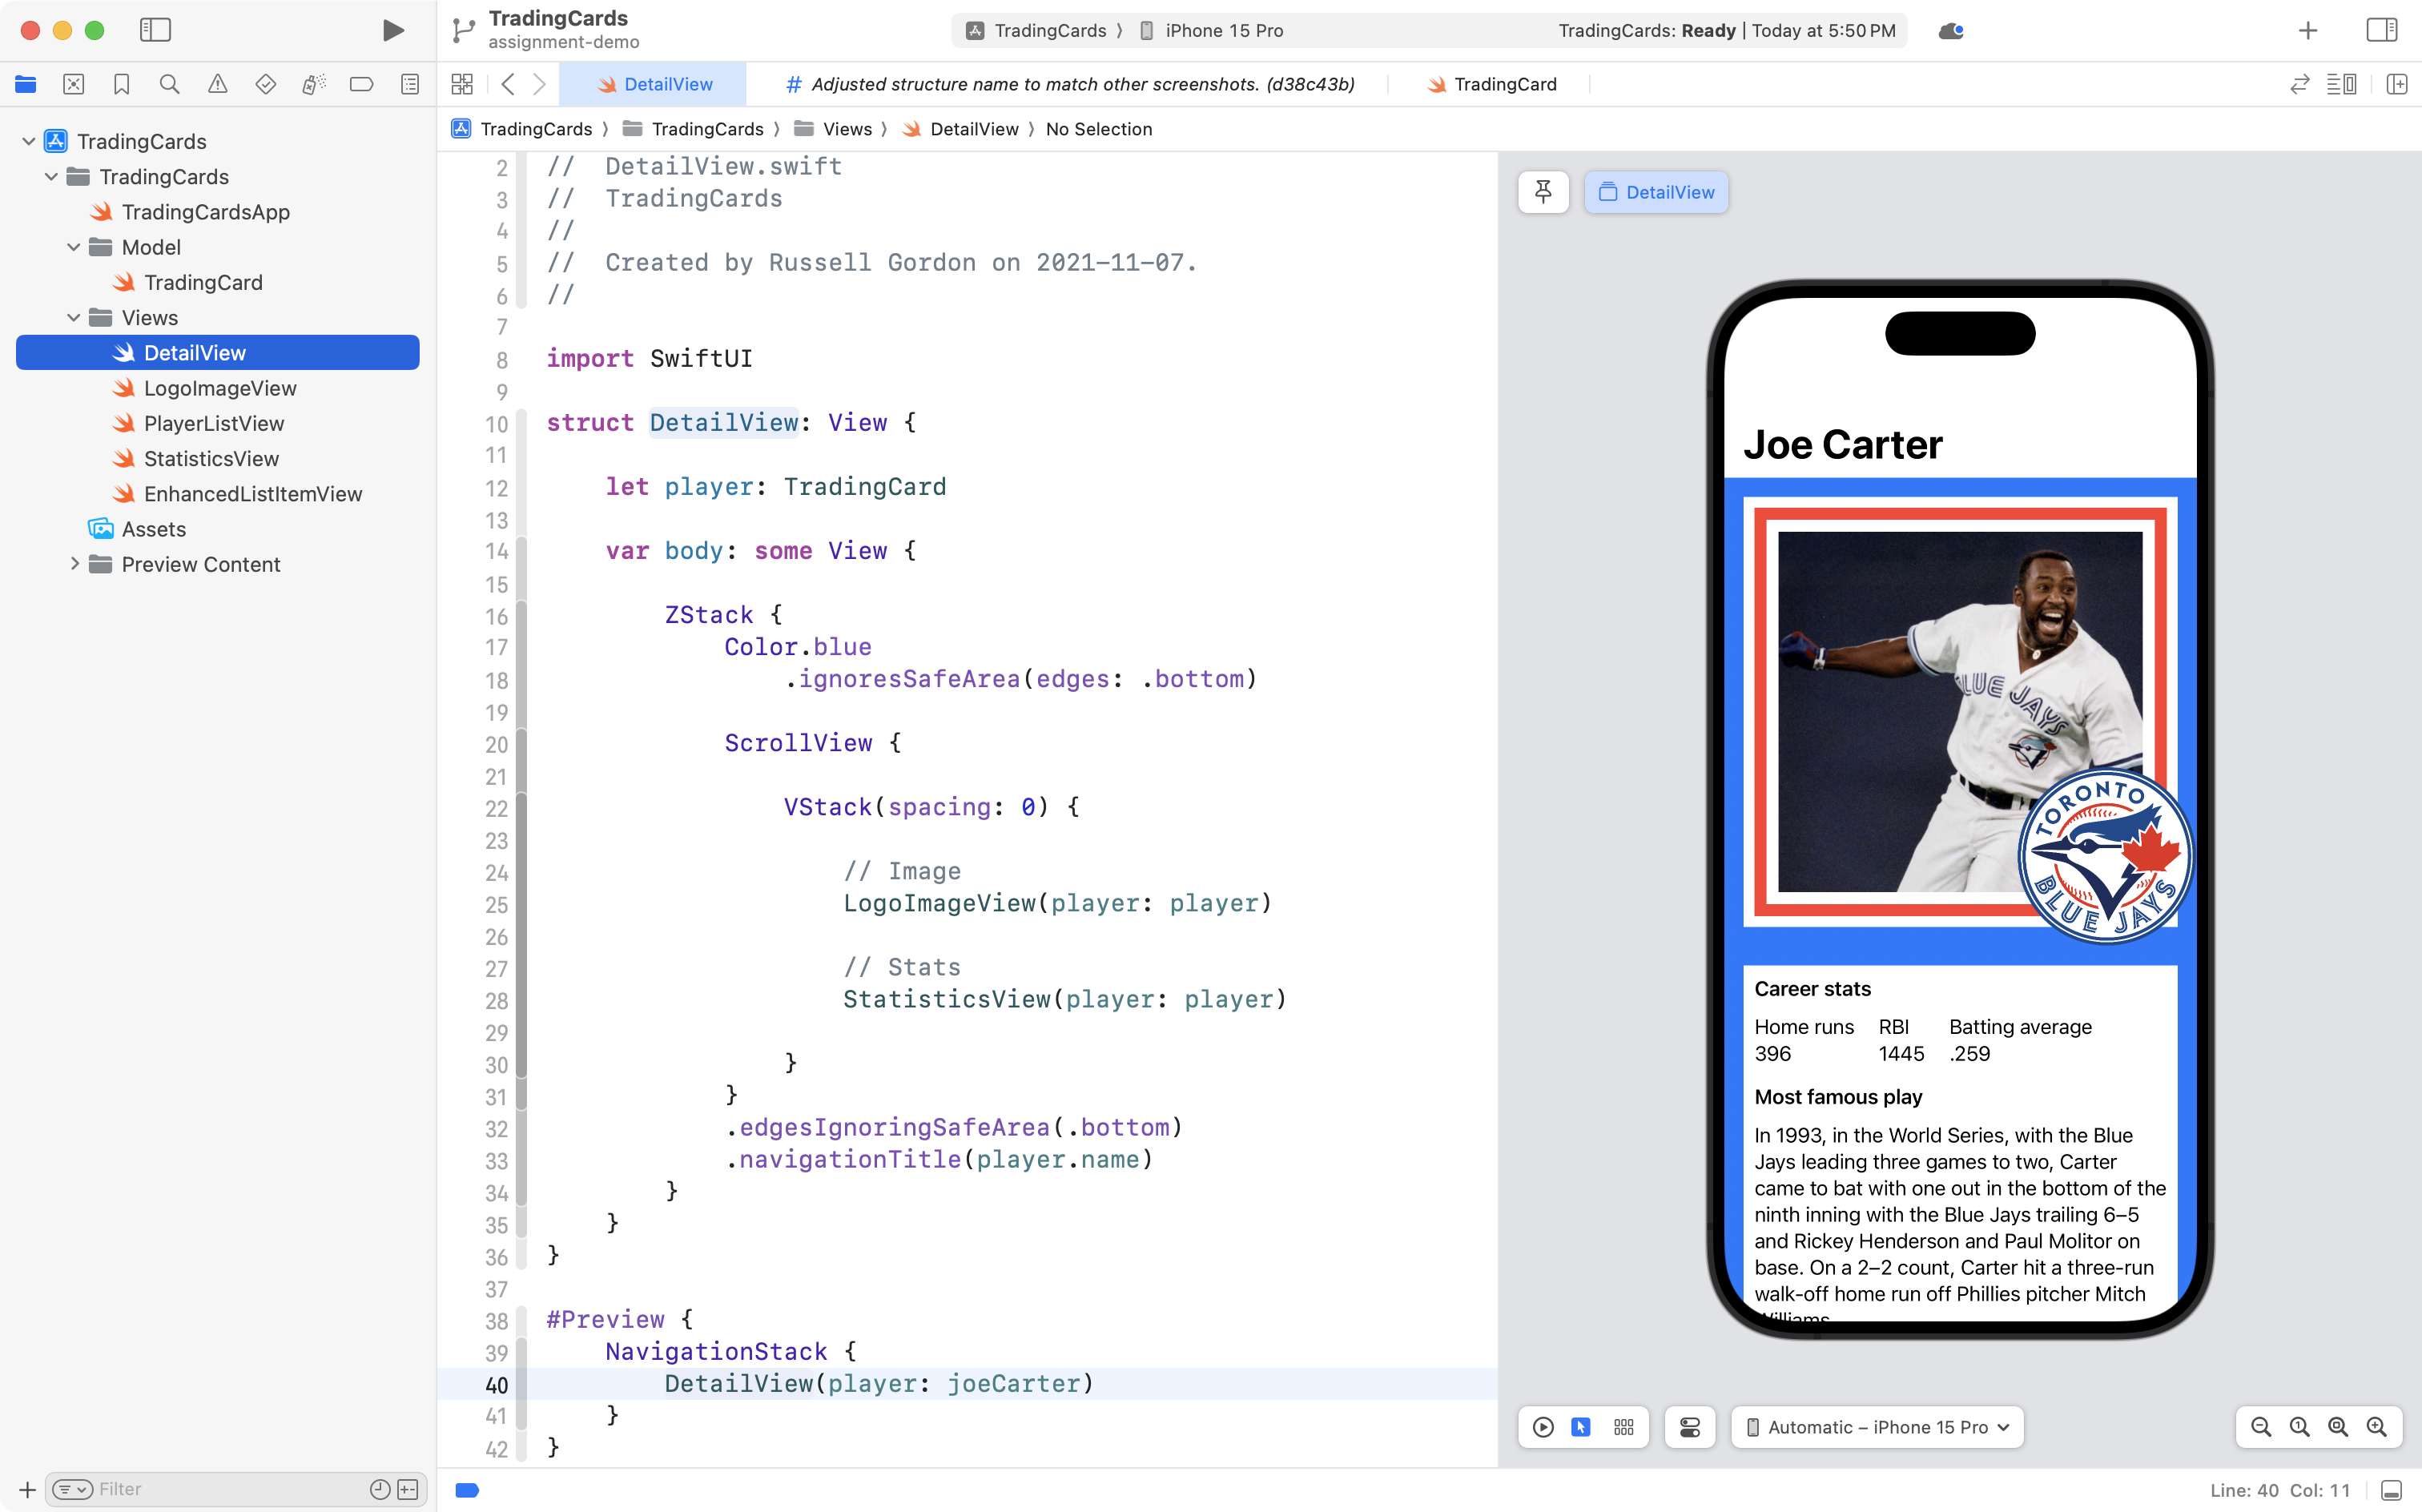 TradingCards
assignment-demo
TradingCards 〉 iPhone 15 Pro
TradingCards: Ready | Today at 5:50 PM
DetailView
# Adjusted structure name to match other screenshots. (d38c43b)
TradingCard
TradingCards 〉 TradingCards 〉 Views 〉 DetailView 〉 No Selection
TradingCards
TradingCards
TradingCardsApp
Model
TradingCard
Views
DetailView
LogoImageView
PlayerListView
StatisticsView
EnhancedListItemView
Assets
Preview Content
Filter
2 //  DetailView.swift
3 //  TradingCards
4 //
5 //  Created by Russell Gordon on 2021-11-07.
6 //
7
8 import SwiftUI
9
10 struct DetailView: View {
11
12     let player: TradingCard
13
14     var body: some View {
15
16         ZStack {
17             Color.blue
18                 .ignoresSafeArea(edges: .bottom)
19
20             ScrollView {
21
22                 VStack(spacing: 0) {
23
24                     // Image
25                     LogoImageView(player: player)
26
27                     // Stats
28                     StatisticsView(player: player)
29
30                 }
31             }
32             .edgesIgnoringSafeArea(.bottom)
33             .navigationTitle(player.name)
34         }
35     }
36 }
37
38 #Preview {
39     NavigationStack {
40         DetailView(player: joeCarter)
41     }
42 }
DetailView
Joe Carter
BLUE JAYS
TORONTO
BLUE JAYS
Career stats
Home runs RBI Batting average
396 1445 .259
Most famous play
In 1993, in the World Series, with the Blue
Jays leading three games to two, Carter
came to bat with one out in the bottom of the
ninth inning with the Blue Jays trailing 6–5
and Rickey Henderson and Paul Molitor on
base. On a 2–2 count, Carter hit a three-run
walk-off home run off Phillies pitcher Mitch
Williams
Automatic – iPhone 15 Pro
Line: 40 Col: 11